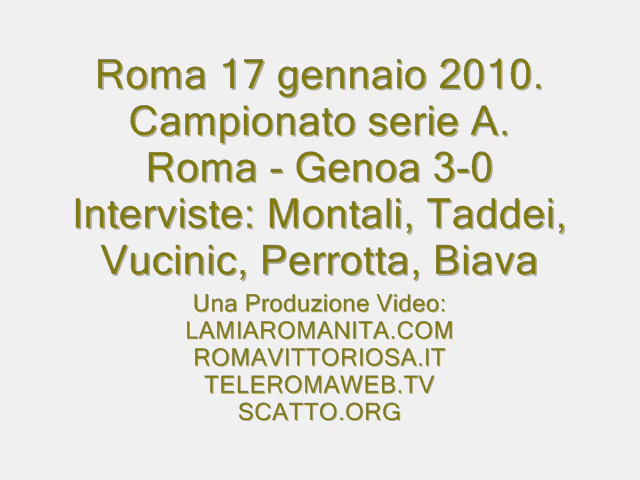 Roma 17 gennaio 2010.
Campionato serie A.
Roma - Genoa 3-0
Interviste: Montali, Taddei,
Vucinic, Perrotta, Biava
Una Produzione Video:
LAMIAROMANITA.COM
ROMAVITTORIOSA.IT
TELEROMAWEB.TV
SCATTO.ORG